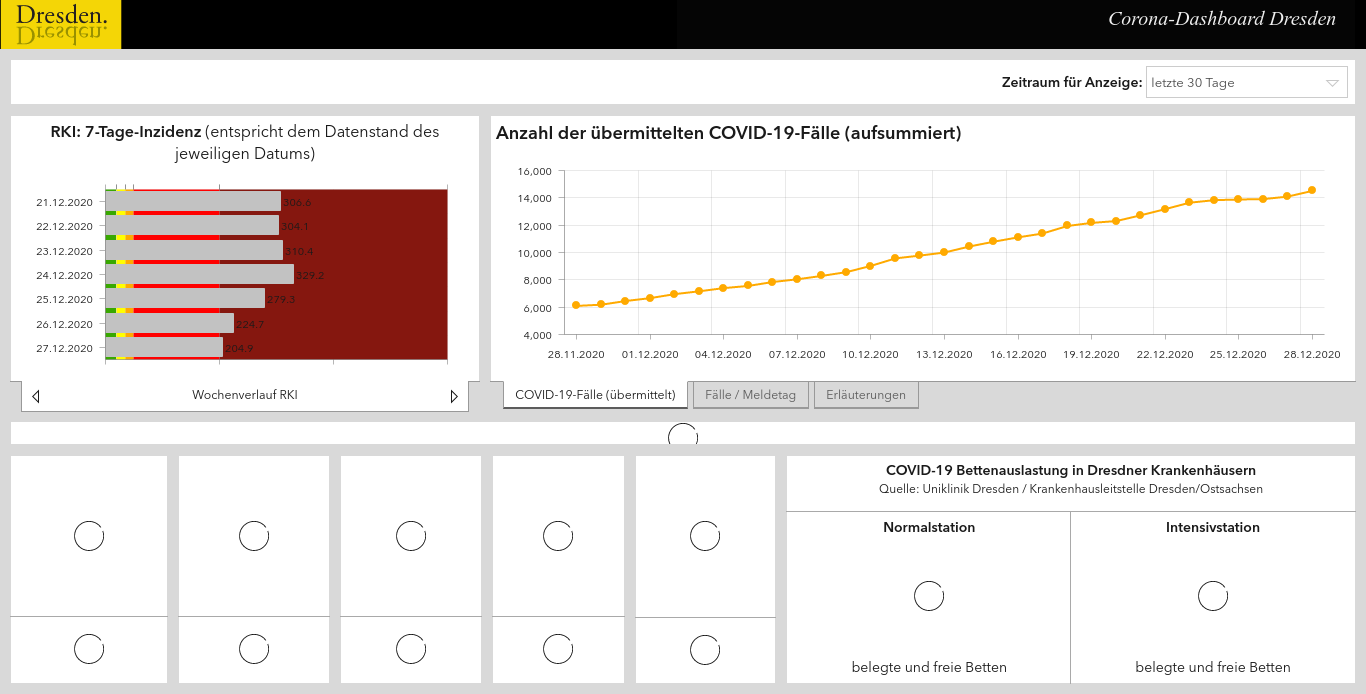 Dresden.
Corona-Dashboard Dresden
Zeitraum für Anzeige: letzte 30 Tage
RKI: 7-Tage-Inzidenz (entspricht dem Datenstand des
jeweiligen Datums)
21.12.2020 306.6
22.12.2020 304.1
23.12.2020 310.4
24.12.2020 329.2
25.12.2020 279.3
26.12.2020 224.7
27.12.2020 204.9
Wochenverlauf RKI
Anzahl der übermittelten COVID-19-Fälle (aufsummiert)
16,000
14,000
12,000
10,000
8,000
6,000
4,000
28.11.2020 01.12.2020 04.12.2020 07.12.2020 10.12.2020 13.12.2020 16.12.2020 19.12.2020 22.12.2020 25.12.2020 28.12.2020
COVID-19-Fälle (übermittelt) Fälle / Meldetag Erläuterungen
COVID-19 Bettenauslastung in Dresdner Krankenhäusern
Quelle: Uniklinik Dresden / Krankenhausleitstelle Dresden/Ostsachsen
Normalstation Intensivstation
belegte und freie Betten belegte und freie Betten